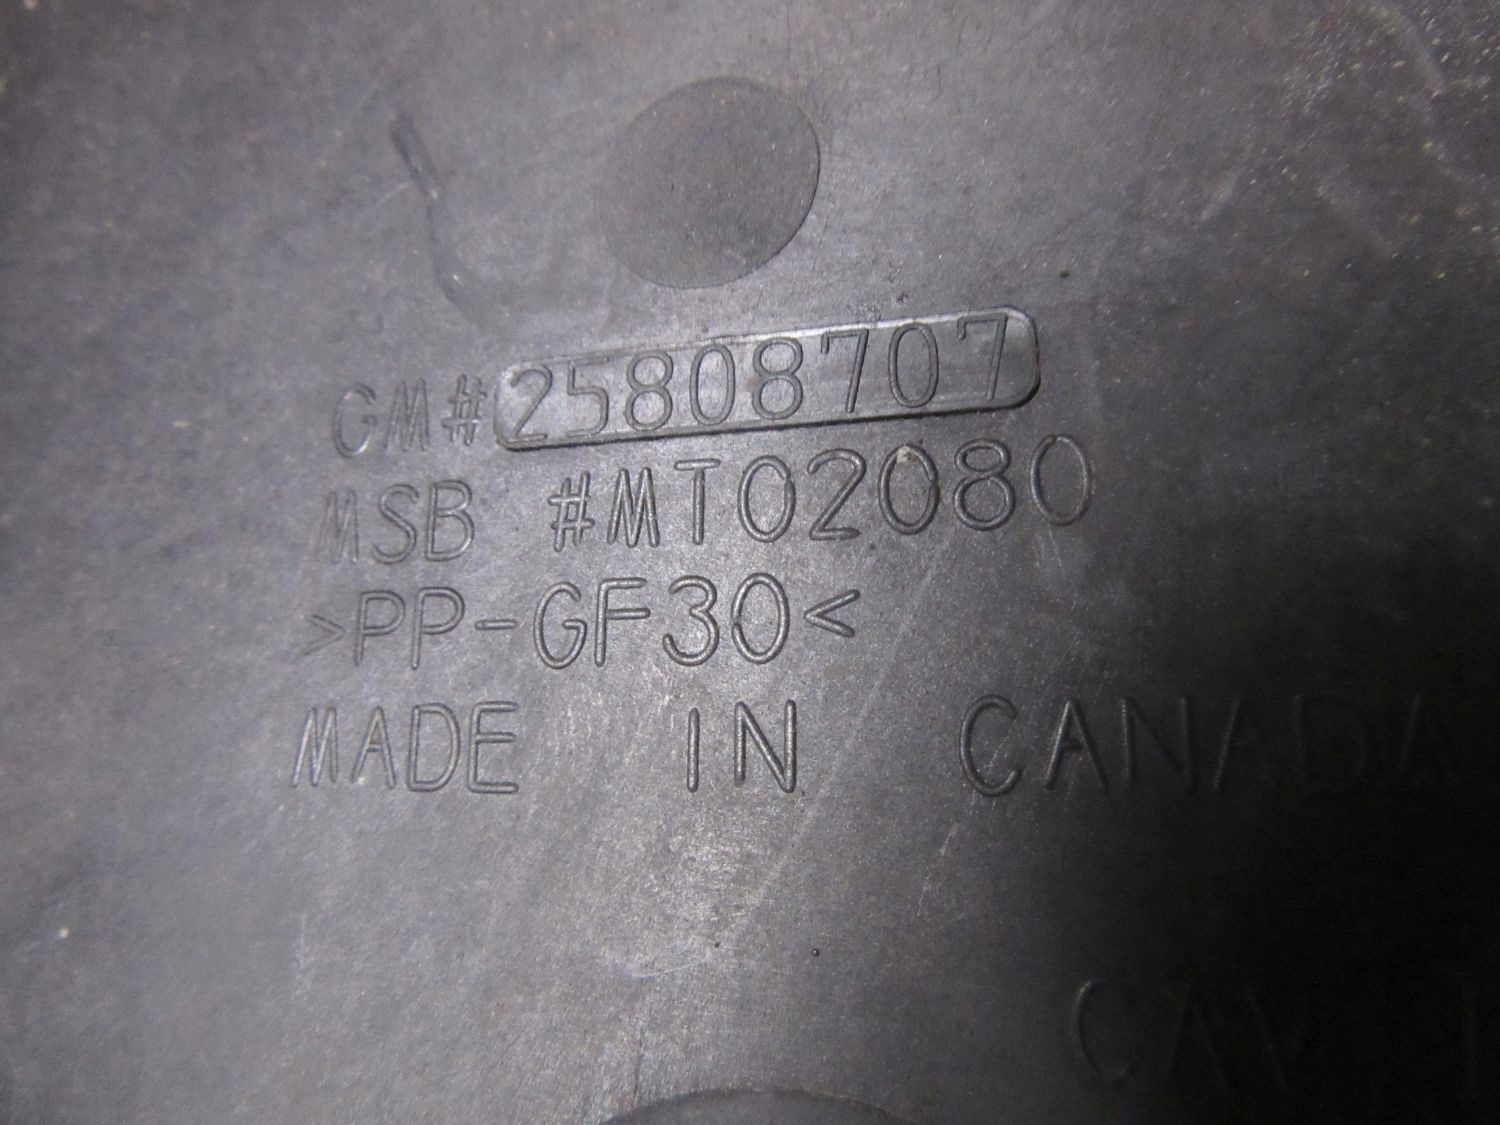 GM#25808707
MSB #MT02080
>PP-GF30<
MADE IN CANADA